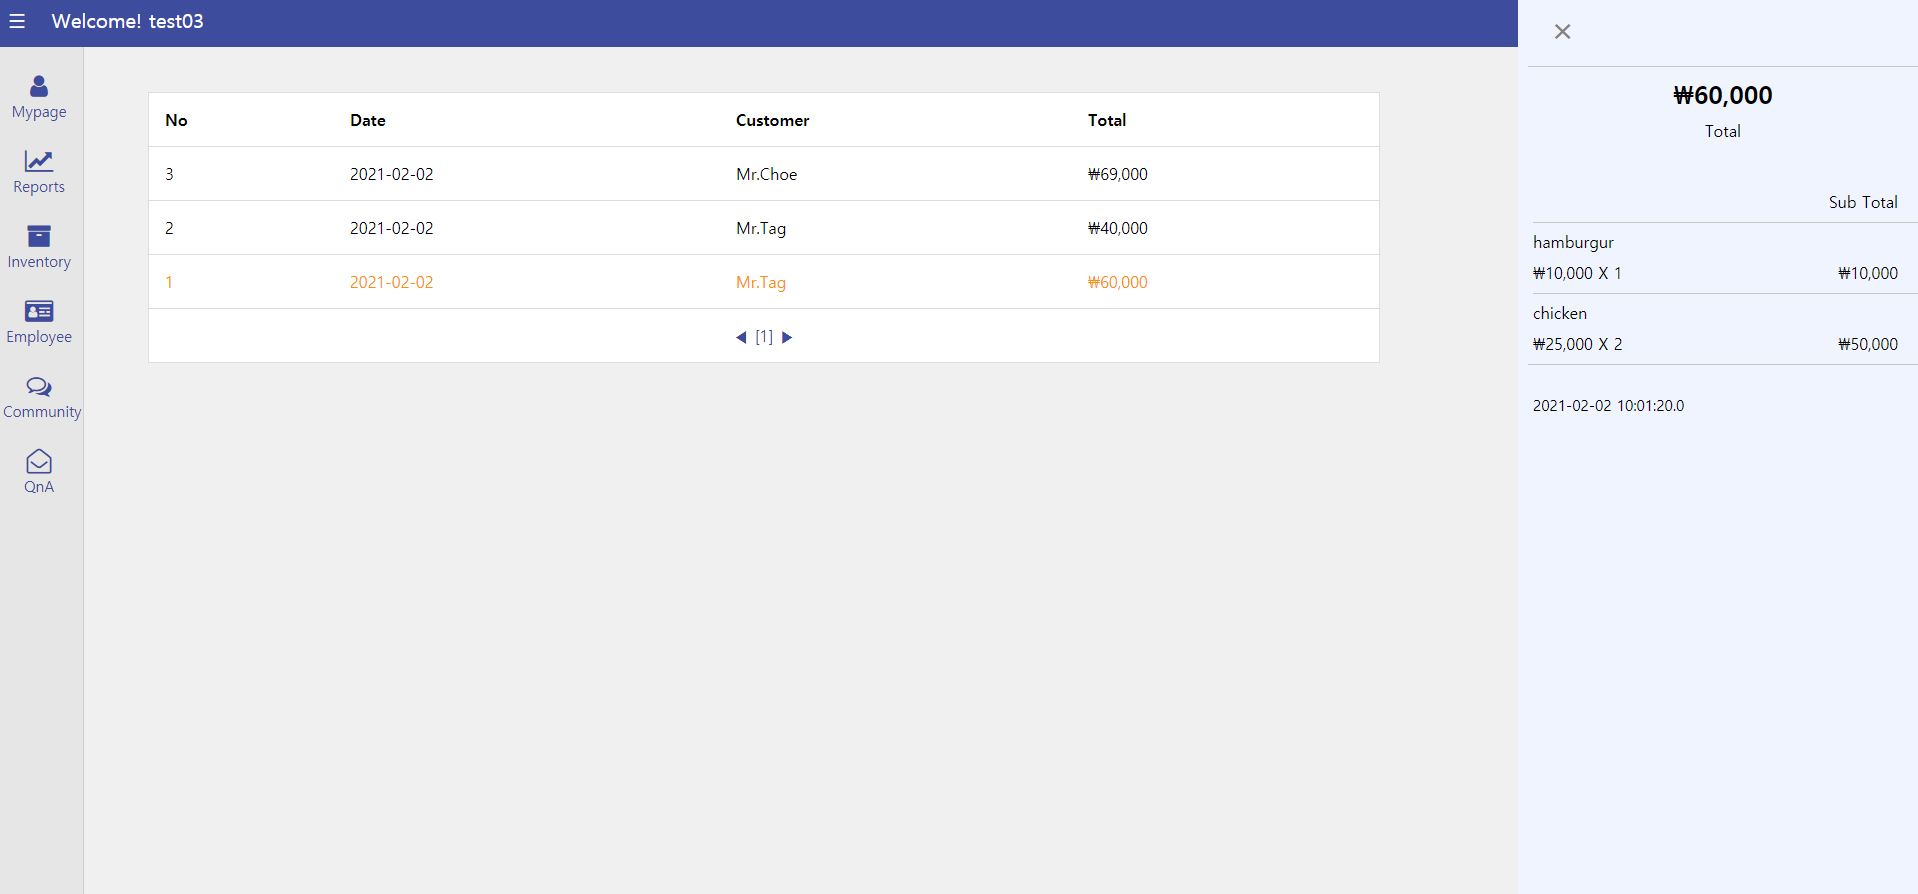 ☰ Welcome! test03
Mypage
Reports
Inventory
Employee
Community
QnA
No Date Customer Total
3 2021-02-02 Mr.Choe ₩69,000
2 2021-02-02 Mr.Tag ₩40,000
1 2021-02-02 Mr.Tag ₩60,000
◀ [1] ▶
×
₩60,000
Total
Sub Total
hamburgur
₩10,000 X 1 ₩10,000
chicken
₩25,000 X 2 ₩50,000
2021-02-02 10:01:20.0